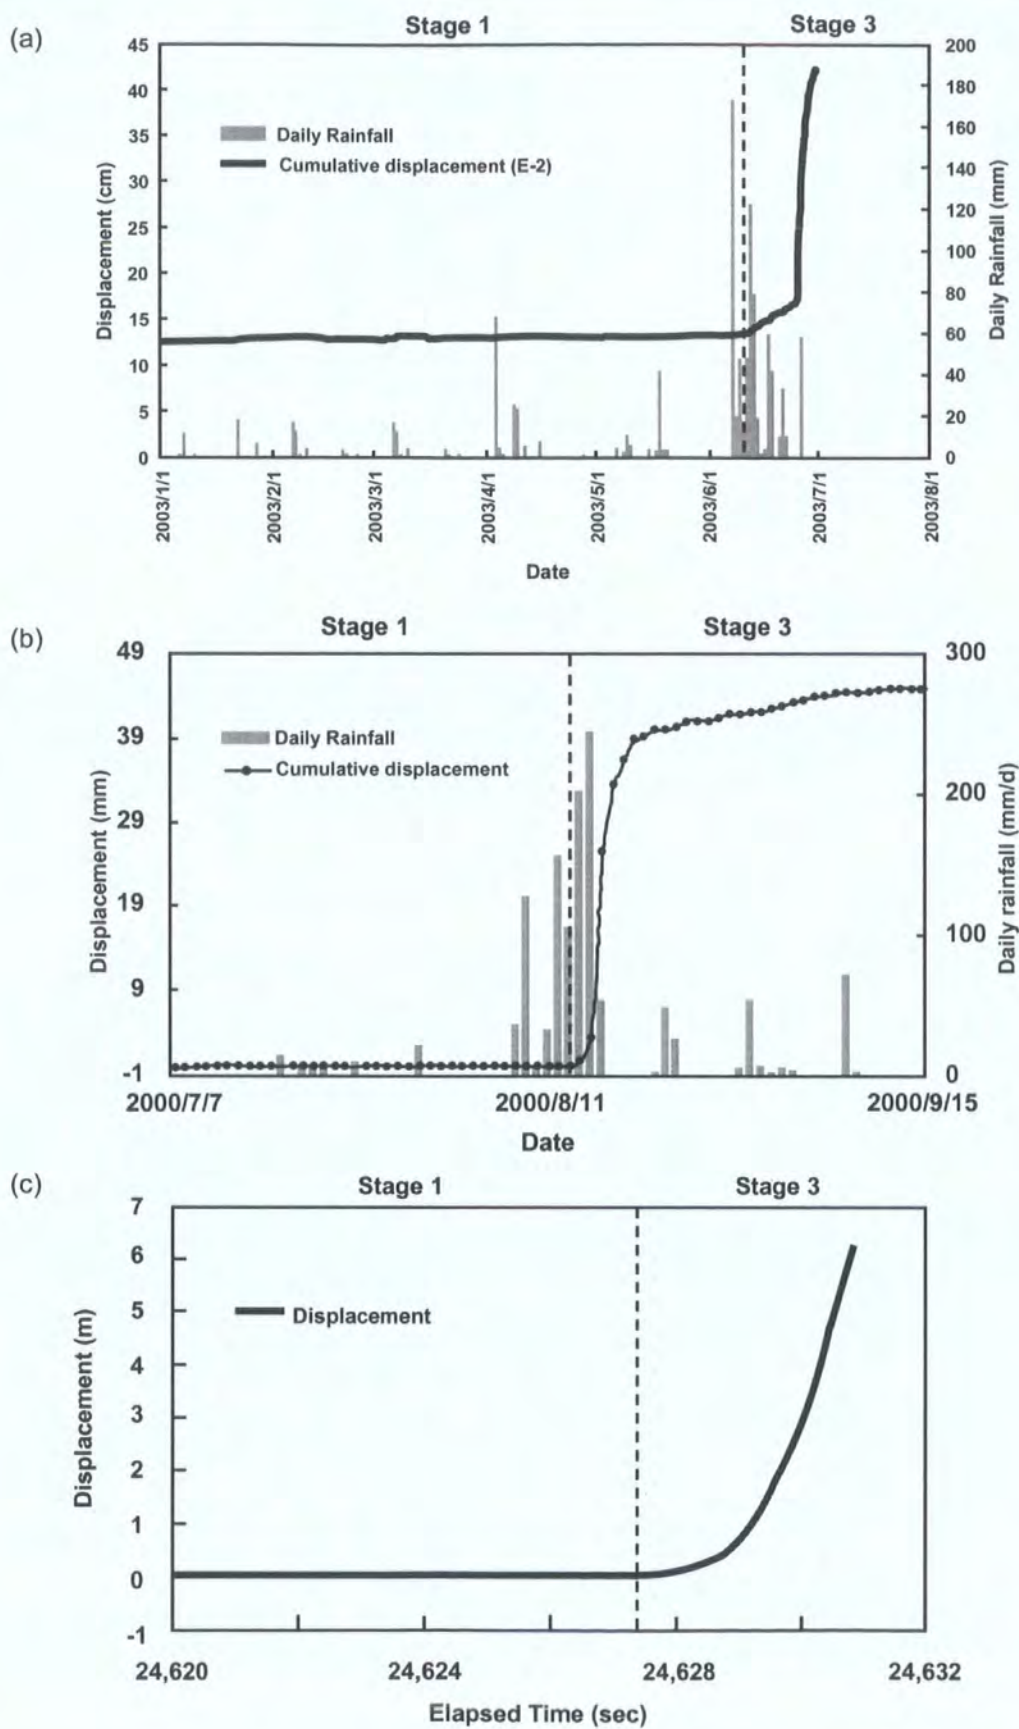 (a)
Stage 1 Stage 3
45 200
40 180
35 160
30 140
25 120
20 100
15 80
10 60
5 40
0 20
0
Displacement (cm)
Daily Rainfall (mm)
Daily Rainfall
Cumulative displacement (E-2)
2003/1/1 2003/2/1 2003/3/1 2003/4/1 2003/5/1 2003/6/1 2003/7/1 2003/8/1
Date
(b)
Stage 1 Stage 3
49 300
39
29 200
19
9 100
-1 0
Displacement (mm)
Daily rainfall (mm/d)
Daily Rainfall
Cumulative displacement
2000/7/7 2000/8/11 2000/9/15
Date
(c)
Stage 1 Stage 3
7
6
5
4
3
2
1
0
-1
Displacement (m)
Displacement
24,620 24,624 24,628 24,632
Elapsed Time (sec)